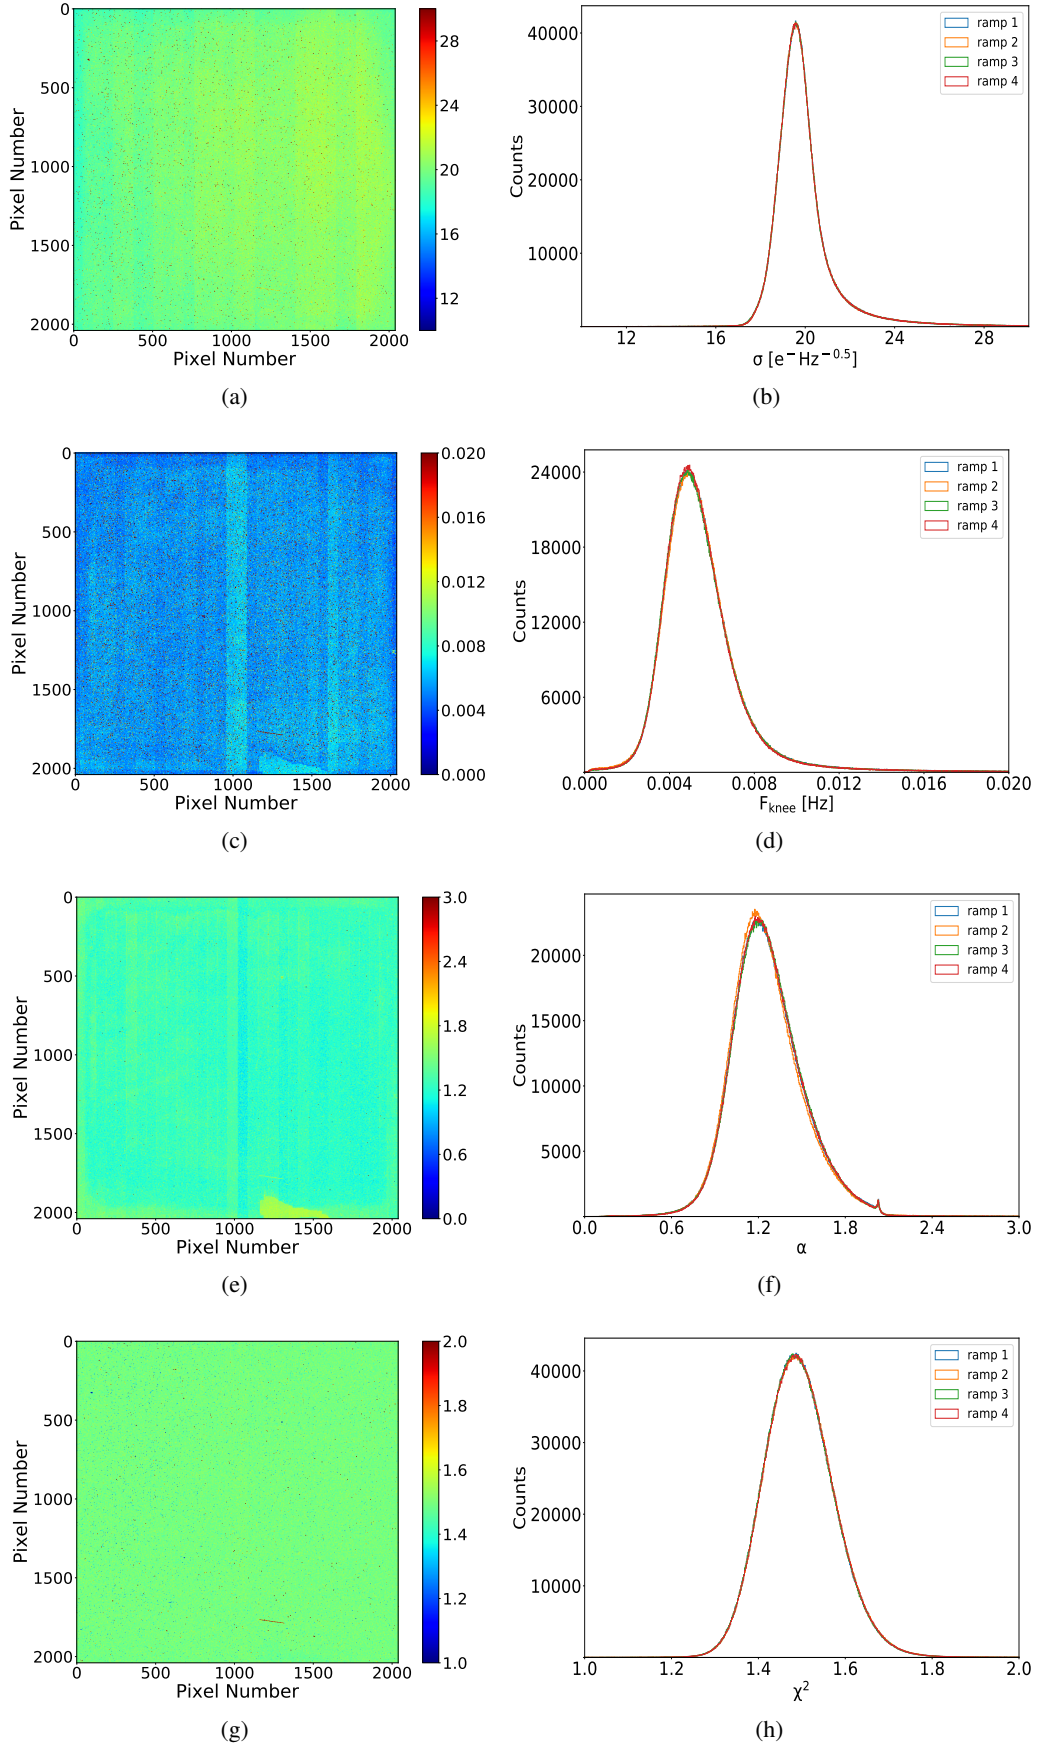 0
500
1000
1500
2000
Pixel Number
0 500 1000 1500 2000
Pixel Number
28
24
20
16
12
(a)
40000
30000
20000
10000
Counts
12 16 20 24 28
σ [e⁻Hz⁻⁰·⁵]
ramp 1
ramp 2
ramp 3
ramp 4
(b)
0
500
1000
1500
2000
Pixel Number
0 500 1000 1500 2000
Pixel Number
0.020
0.016
0.012
0.008
0.004
0.000
(c)
24000
18000
12000
6000
Counts
0.000 0.004 0.008 0.012 0.016 0.020
F_knee [Hz]
ramp 1
ramp 2
ramp 3
ramp 4
(d)
0
500
1000
1500
2000
Pixel Number
0 500 1000 1500 2000
Pixel Number
3.0
2.4
1.8
1.2
0.6
0.0
(e)
20000
15000
10000
5000
Counts
0.0 0.6 1.2 1.8 2.4 3.0
α
ramp 1
ramp 2
ramp 3
ramp 4
(f)
0
500
1000
1500
2000
Pixel Number
0 500 1000 1500 2000
Pixel Number
2.0
1.8
1.6
1.4
1.2
1.0
(g)
40000
30000
20000
10000
Counts
1.0 1.2 1.4 1.6 1.8 2.0
χ²
ramp 1
ramp 2
ramp 3
ramp 4
(h)